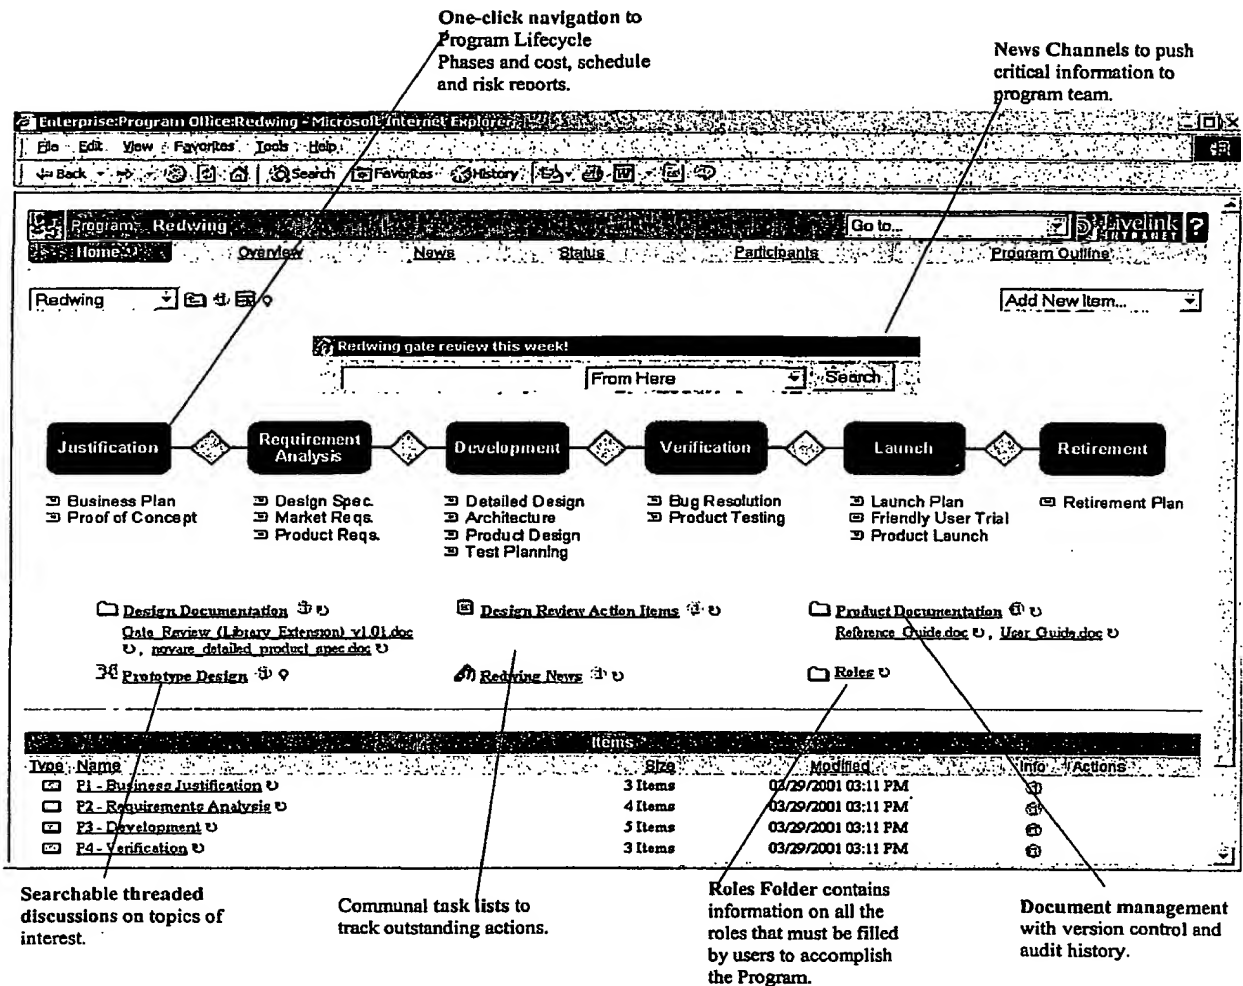 One-click navigation to
Program Lifecycle
Phases and cost, schedule
and risk reports.
News Channels to push
critical information to
program team.
Enterprise:Program Office:Redwing - Microsoft Internet Explorer
File Edit View Favorites Tools Help
Back Search Favorites History
Program: Redwing Go to... Livelink INTRANET ?
Home Overview News Status Participants Program Outline
Redwing Add New Item...
Redwing gate review this week!
From Here Search
Justification Requirement Analysis Development Verification Launch Retirement
Business Plan Design Spec. Detailed Design Bug Resolution Launch Plan Retirement Plan
Proof of Concept Market Reqs. Architecture Product Testing Friendly User Trial
Product Reqs. Product Design Product Launch
Test Planning
Design Documentation Design Review Action Items Product Documentation
Gate Review (Library Extension) v1.01.doc Reference_Guide.doc , User_Guide.doc
, novare_detailed_product_spec.doc
Prototype Design Redwing News Roles
Items
Type Name Size Modified Info Actions
P1 - Business Justification 3 Items 03/29/2001 03:11 PM
P2 - Requirements Analysis 4 Items 03/29/2001 03:11 PM
P3 - Development 5 Items 03/29/2001 03:11 PM
P4 - Verification 3 Items 03/29/2001 03:11 PM
Searchable threaded
discussions on topics of
interest.
Communal task lists to
track outstanding actions.
Roles Folder contains
information on all the
roles that must be filled
by users to accomplish
the Program.
Document management
with version control and
audit history.